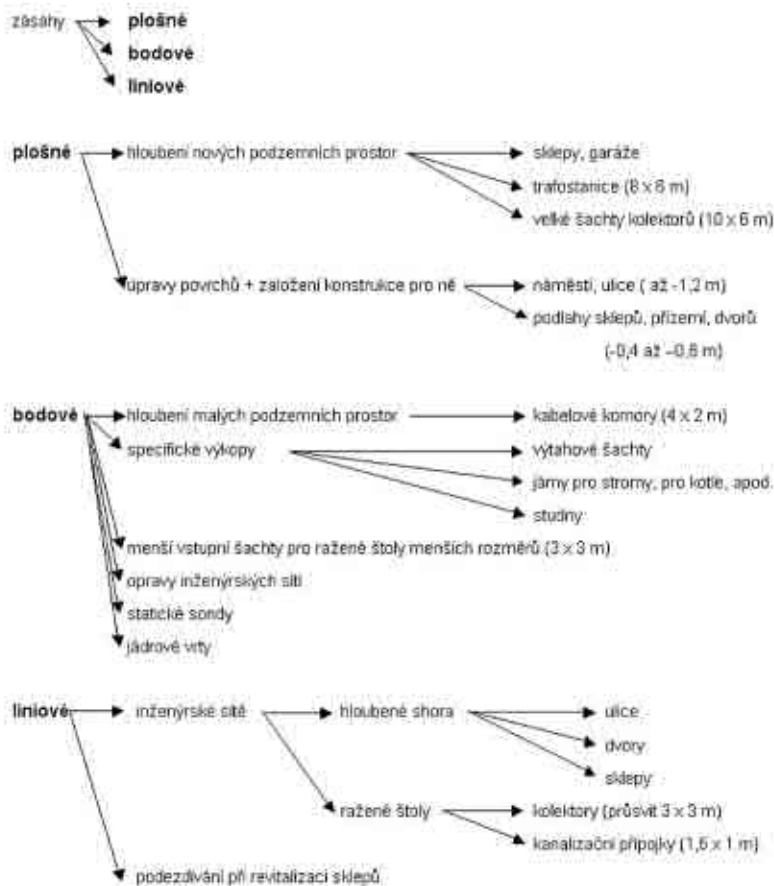 zásahy plošné
bodové
liniové
plošné hloubení nových podzemních prostor sklepy, garáže
trafostanice (8 x 6 m)
velké šachty kolektorů (10 x 6 m)
úpravy povrchů + založení konstrukce pro ně náměstí, ulice ( až -1,2 m)
podlahy sklepů, přízemí, dvorů
(-0,4 až –0,6 m)
bodové hloubení malých podzemních prostor kabelové komory (4 x 2 m)
specifické výkopy výtahové šachty
jámy pro stromy, pro kotle, apod.
studny
menší vstupní šachty pro ražené štoly menších rozměrů (3 x 3 m)
opravy inženýrských sítí
statické sondy
jádrové vrty
liniové inženýrské sítě hloubené shora ulice
dvory
sklepy
ražené štoly kolektory (průsvit 3 x 3 m)
kanalizační přípojky (1,5 x 1 m)
podezdívání při revitalizaci sklepů